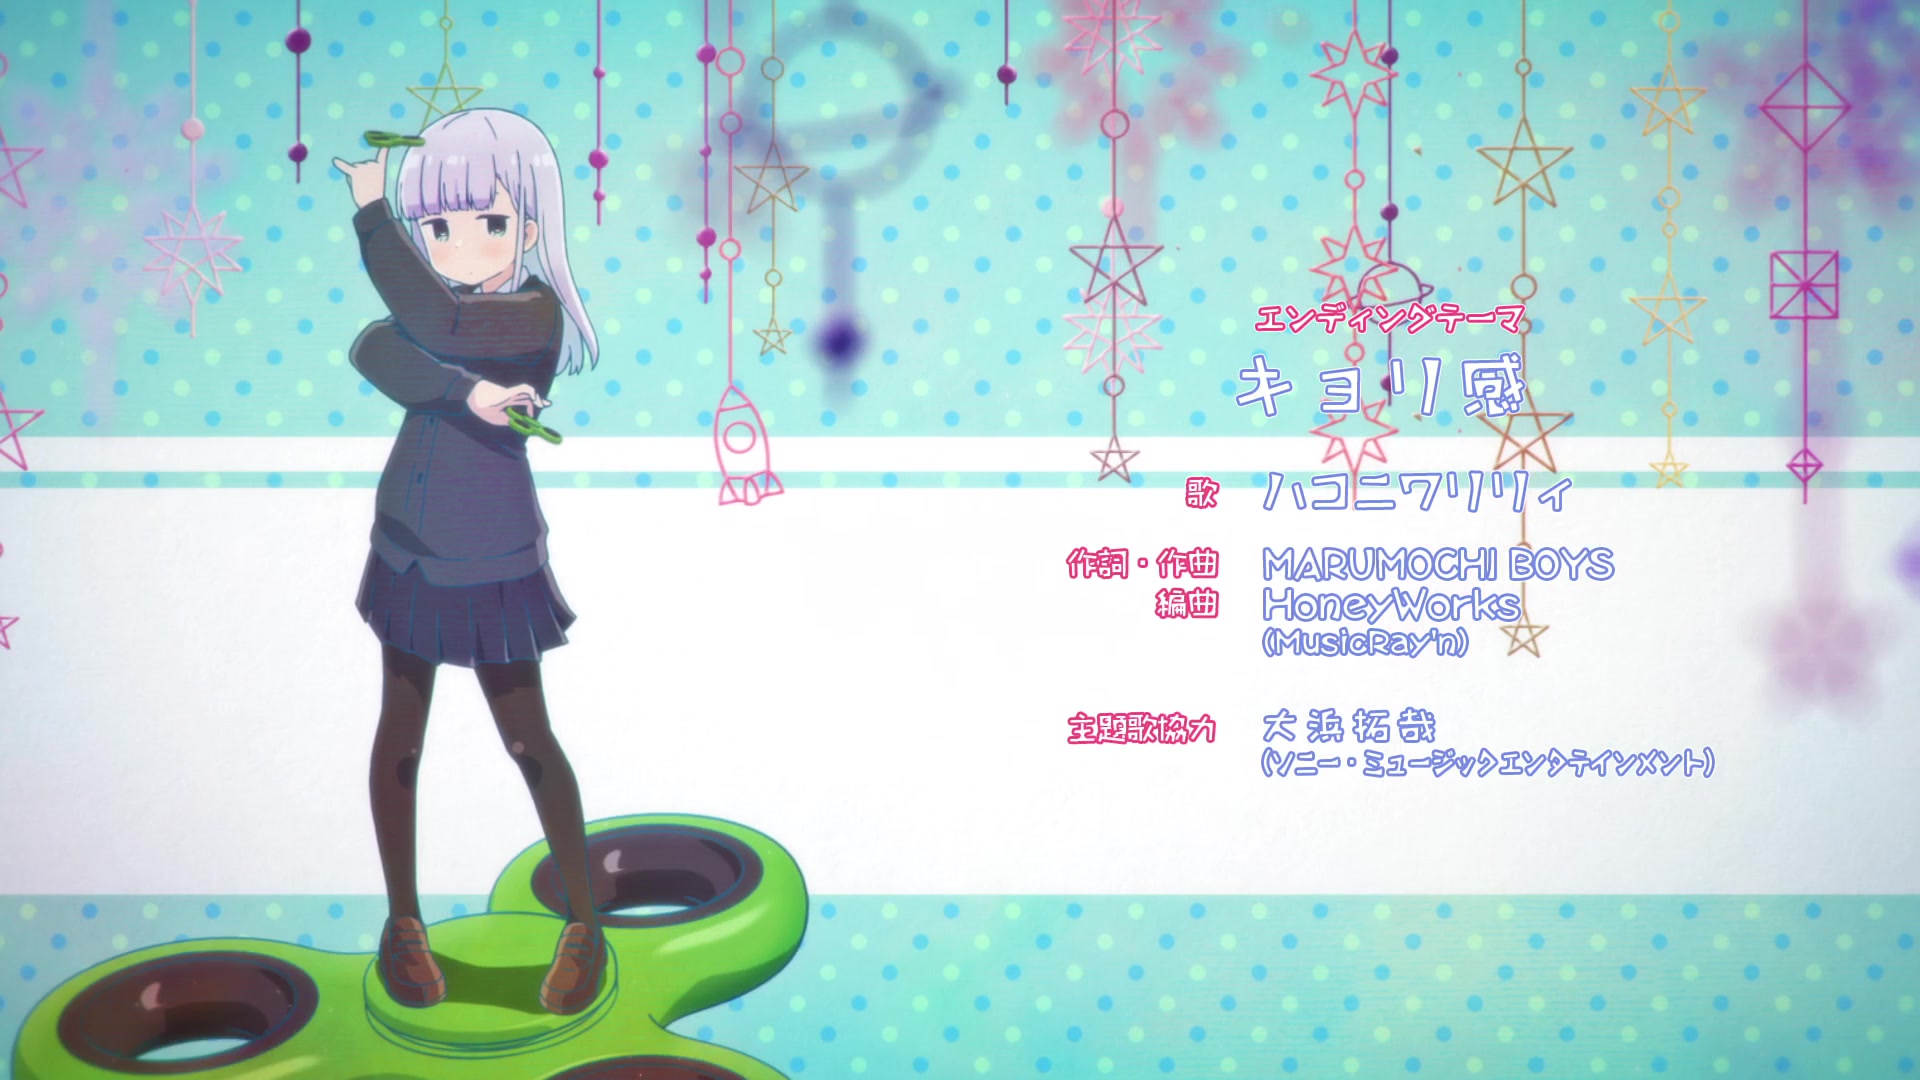 エンディングテーマ
キョリ感
歌 ハコニワリリィ
作詞・作曲 MARUMOCHI BOYS
編曲 HoneyWorks
(MusicRay'n)
主題歌協力 大浜拓哉
(ソニー・ミュージックエンタテインメント)